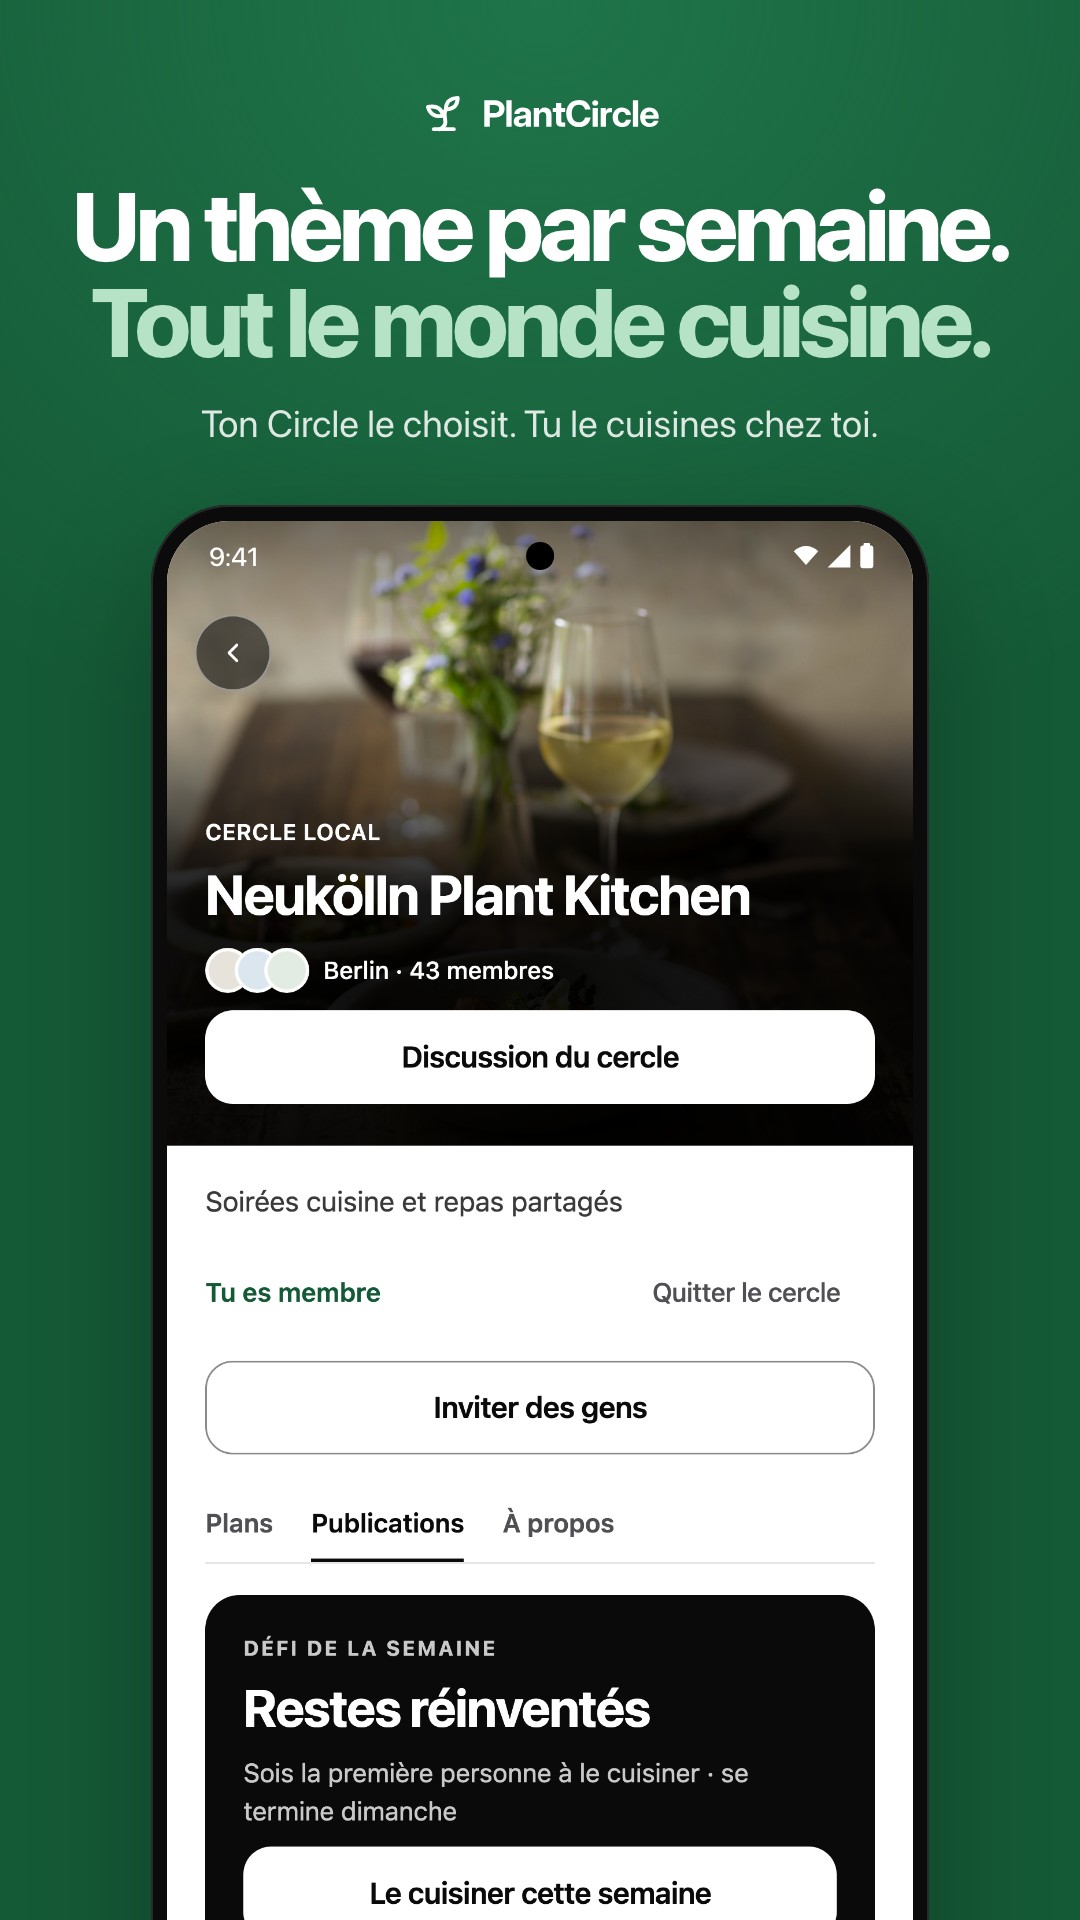 PlantCircle
Un thème par semaine.
Tout le monde cuisine.
Ton Circle le choisit. Tu le cuisines chez toi.
9:41
CERCLE LOCAL
Neukölln Plant Kitchen
Berlin · 43 membres
Discussion du cercle
Soirées cuisine et repas partagés
Tu es membre
Quitter le cercle
Inviter des gens
Plans
Publications
À propos
DÉFI DE LA SEMAINE
Restes réinventés
Sois la première personne à le cuisiner · se
termine dimanche
Le cuisiner cette semaine